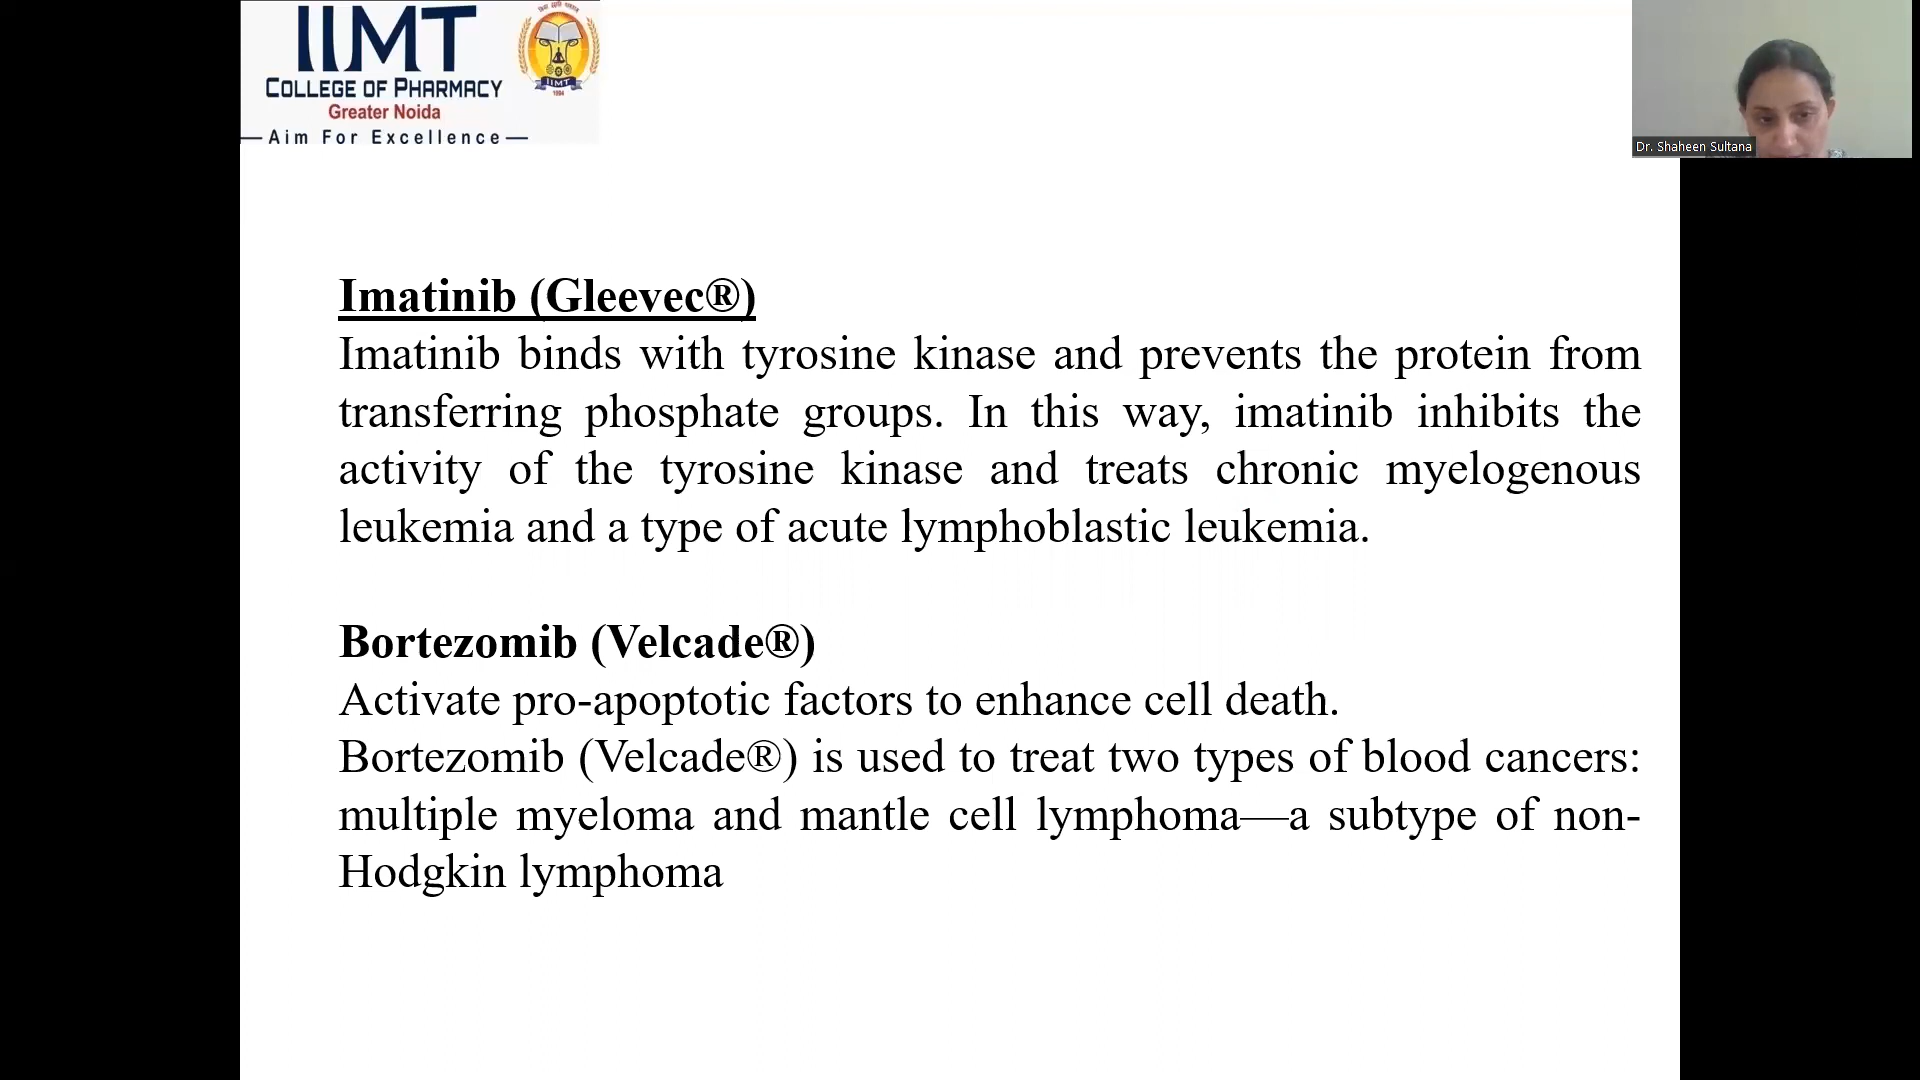 IIMT
COLLEGE OF PHARMACY
Greater Noida
—Aim For Excellence—
IIMT
1994
Dr. Shaheen Sultana
Imatinib (Gleevec®)
Imatinib binds with tyrosine kinase and prevents the protein from
transferring phosphate groups. In this way, imatinib inhibits the
activity of the tyrosine kinase and treats chronic myelogenous
leukemia and a type of acute lymphoblastic leukemia.
Bortezomib (Velcade®)
Activate pro-apoptotic factors to enhance cell death.
Bortezomib (Velcade®) is used to treat two types of blood cancers:
multiple myeloma and mantle cell lymphoma—a subtype of non-
Hodgkin lymphoma